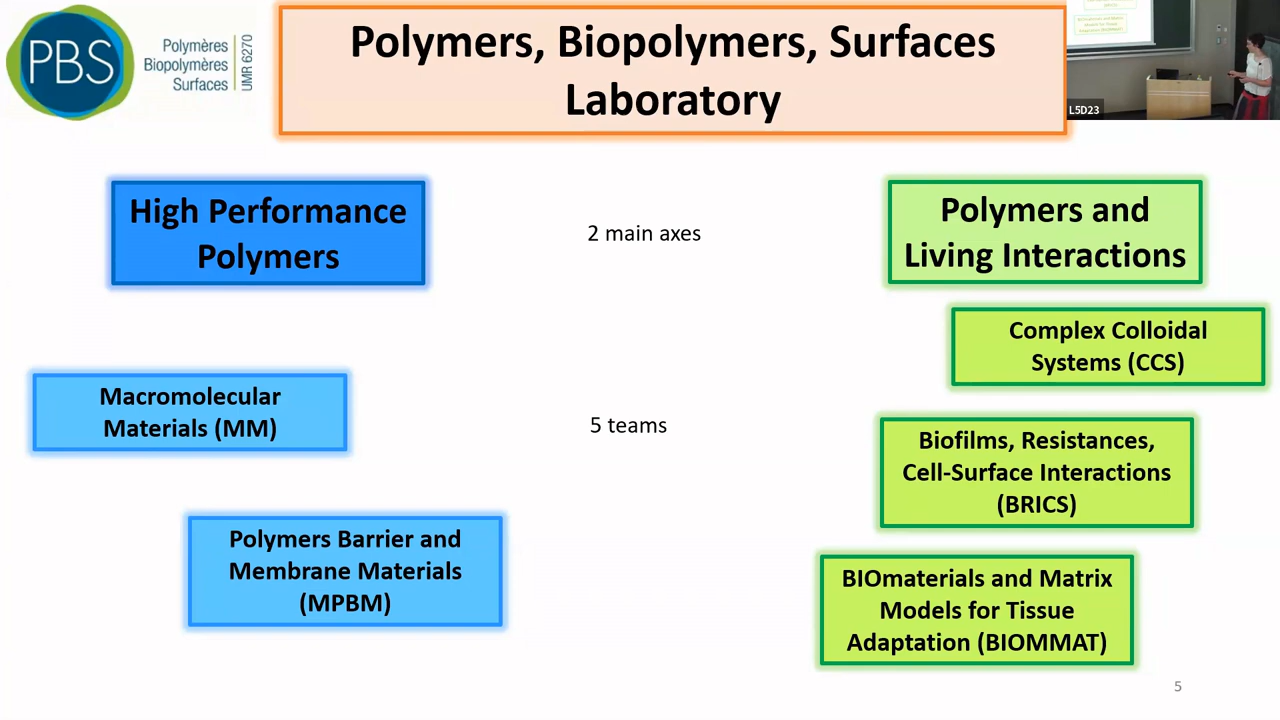 PBS
Polymères
Biopolymères
Surfaces
UMR 6270
Polymers, Biopolymers, Surfaces
Laboratory
L5D23
High Performance
Polymers
2 main axes
Polymers and
Living Interactions
Complex Colloidal
Systems (CCS)
Macromolecular
Materials (MM)
5 teams
Biofilms, Resistances,
Cell-Surface Interactions
(BRICS)
Polymers Barrier and
Membrane Materials
(MPBM)
BIOmaterials and Matrix
Models for Tissue
Adaptation (BIOMMAT)
5